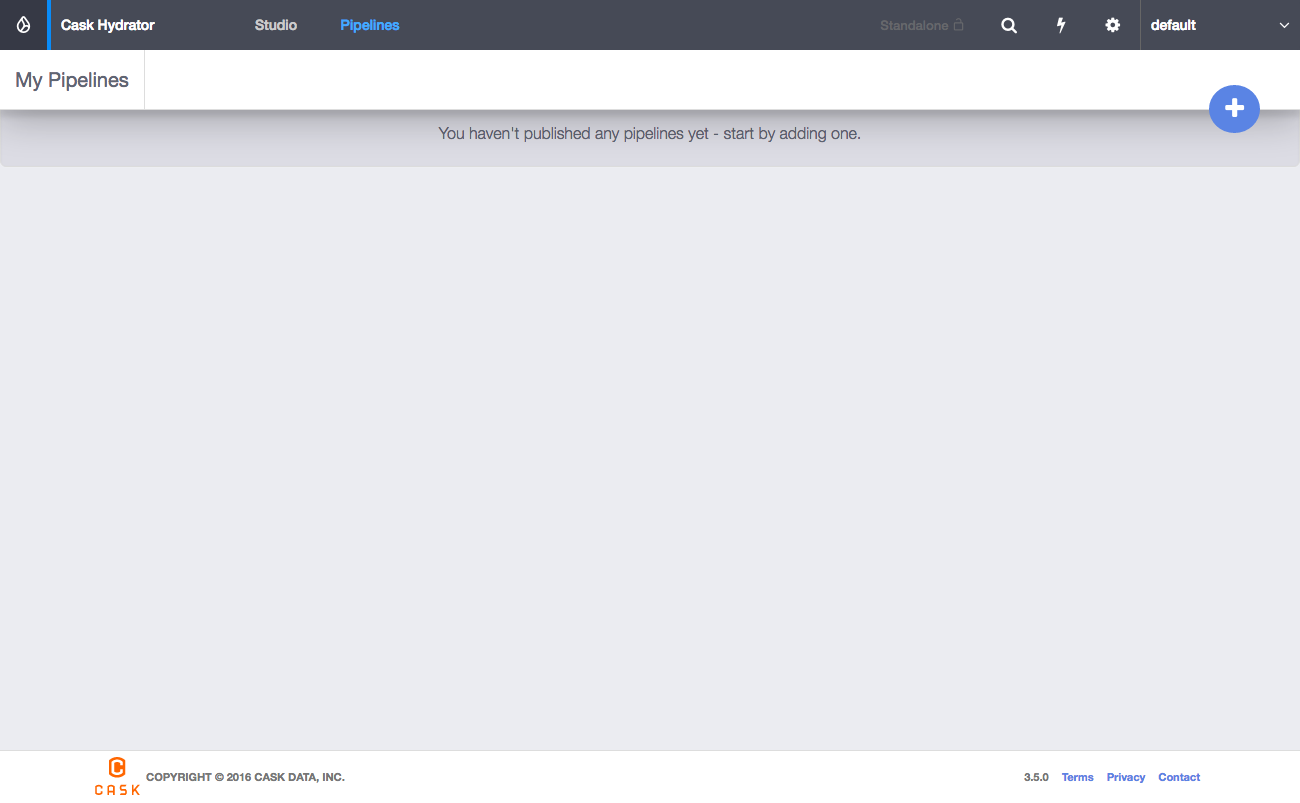 Cask Hydrator Studio Pipelines Standalone default
My Pipelines
You haven't published any pipelines yet - start by adding one.
CASK COPYRIGHT © 2016 CASK DATA, INC. 3.5.0 Terms Privacy Contact